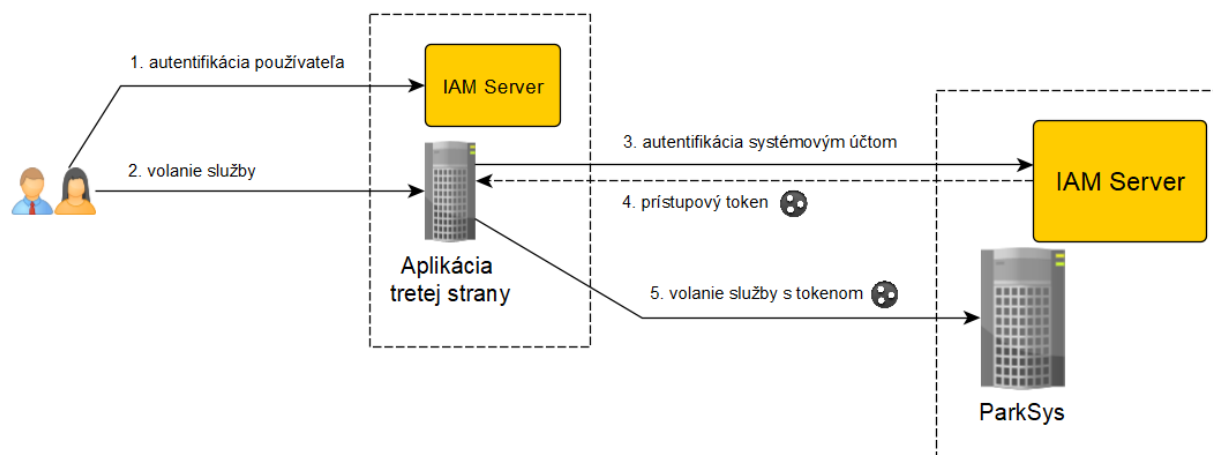 1. autentifikácia používateľa
IAM Server
2. volanie služby
3. autentifikácia systémovým účtom
IAM Server
4. prístupový token
Aplikácia
tretej strany
5. volanie služby s tokenom
ParkSys